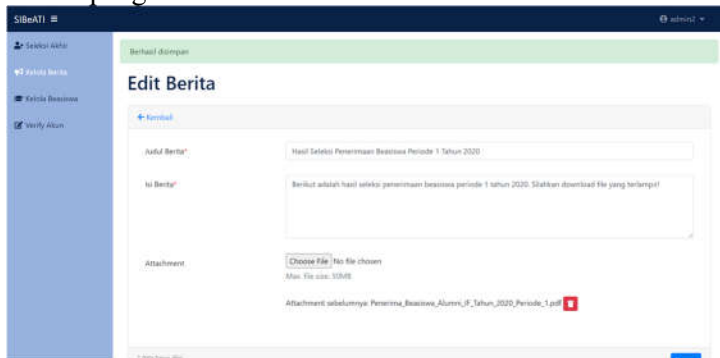 SIBeATI
admin2
Seleksi Akhir
Kelola Berita
Kelola Beasiswa
Verify Akun
Berhasil disimpan
Edit Berita
Kembali
Judul Berita*
Hasil Seleksi Penerimaan Beasiswa Periode 1 Tahun 2020
Isi Berita*
Berikut adalah hasil seleksi penerimaan beasiswa periode 1 tahun 2020. Silahkan download file yang terlampir!
Attachment
Choose File No file chosen
Max. file size: 10MB
Attachment sebelumnya: Penerima_Beasiswa_Alumni_IF_Tahun_2020_Periode_1.pdf